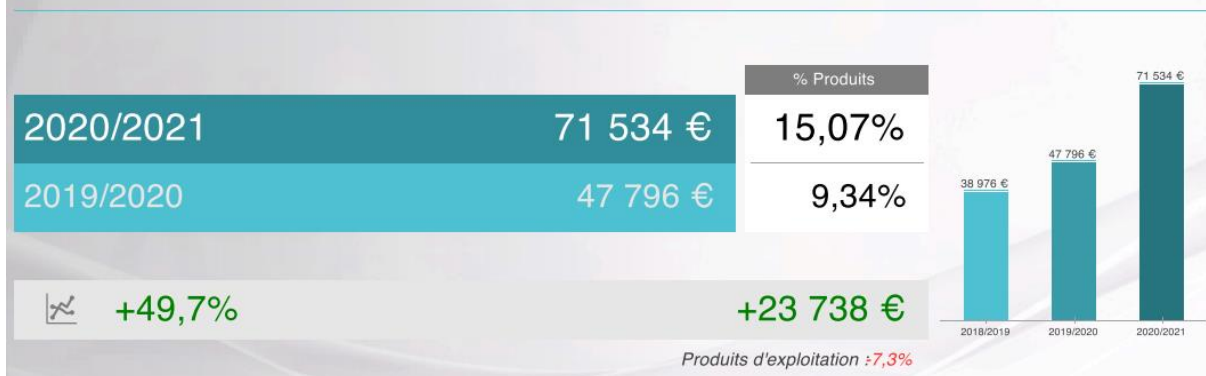 % Produits
2020/2021 71 534 € 15,07%
2019/2020 47 796 € 9,34%
+49,7% +23 738 €
Produits d'exploitation :-7,3%
71 534 €
47 796 €
38 976 €
2018/2019 2019/2020 2020/2021